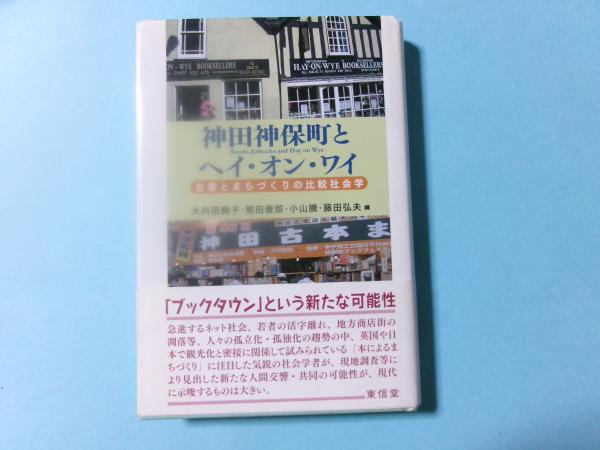 ON-WYE BOOKSELLERS
HAY-ON-WYE BOOKSELLERS
神田神保町と
Kanda Jinbocho and Hay on Wye
ヘイ・オン・ワイ
古書とまちづくりの比較社会学
大内田鶴子・熊田俊郎・小山騰・藤田弘夫 編
神田古本ま
「ブックタウン」という新たな可能性
急進するネット社会、若者の活字離れ、地方商店街の
凋落等、人々の孤立化・孤独化の趨勢の中、英国や日
本で観光化と密接に関係して試みられている「本によるま
ちづくり」に注目した気鋭の社会学者が、現地調査等に
より見出した新たな人間交響・共同の可能性が、現代
に示唆するものは大きい。
東信堂